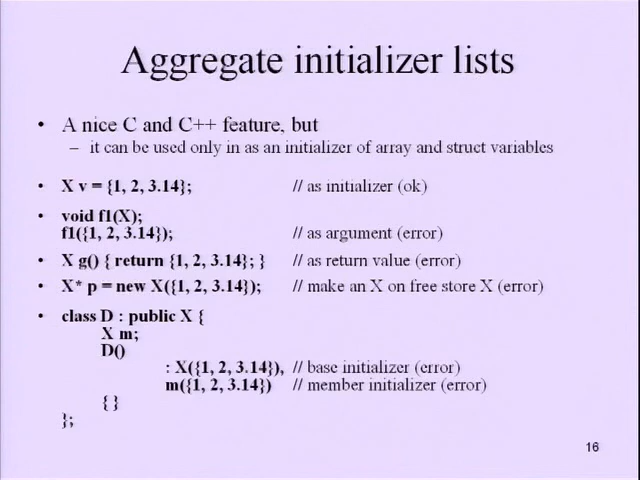 Aggregate initializer lists
• A nice C and C++ feature, but
– it can be used only in as an initializer of array and struct variables
• X v = {1, 2, 3.14}; // as initializer (ok)
• void f1(X);
f1({1, 2, 3.14}); // as argument (error)
• X g() { return {1, 2, 3.14}; } // as return value (error)
• X* p = new X({1, 2, 3.14}); // make an X on free store X (error)
• class D : public X {
X m;
D()
: X({1, 2, 3.14}), // base initializer (error)
m({1, 2, 3.14}) // member initializer (error)
{ }
};
16